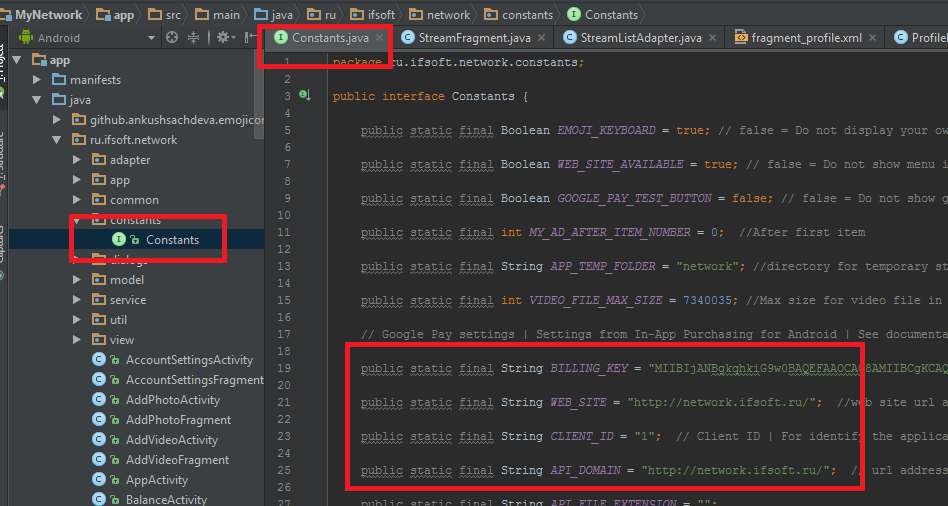 MyNetwork app src main java ru ifsoft network constants Constants
Android
Constants.java StreamFragment.java StreamListAdapter.java fragment_profile.xml
app
manifests
java
github.ankushsachdeva.emojicon
ru.ifsoft.network
adapter
app
common
constants
Constants
dialogs
model
service
util
view
AccountSettingsActivity
AccountSettingsFragment
AddPhotoActivity
AddPhotoFragment
AddVideoActivity
AddVideoFragment
AppActivity
BalanceActivity
1 package ru.ifsoft.network.constants;
2
3 public interface Constants {
4
5 public static final Boolean EMOJI_KEYBOARD = true; // false = Do not display your ow
6
7 public static final Boolean WEB_SITE_AVAILABLE = true; // false = Do not show menu i
8
9 public static final Boolean GOOGLE_PAY_TEST_BUTTON = false; // false = Do not show g
10
11 public static final int MY_AD_AFTER_ITEM_NUMBER = 0; //After first item
12
13 public static final String APP_TEMP_FOLDER = "network"; //directory for temporary st
14
15 public static final int VIDEO_FILE_MAX_SIZE = 7340035; //Max size for video file in
16
17 // Google Pay settings | Settings from In-App Purchasing for Android | See documenta
18
19 public static final String BILLING_KEY =
20
21 public static final String WEB_SITE = "http://network.ifsoft.ru/"; //web site url a
22
23 public static final String CLIENT_ID = "1"; // Client ID | For identify the applica
24
25 public static final String API_DOMAIN = "http://network.ifsoft.ru/"; // url address
26
27 public static final String API_FILE_EXTENSION = "";